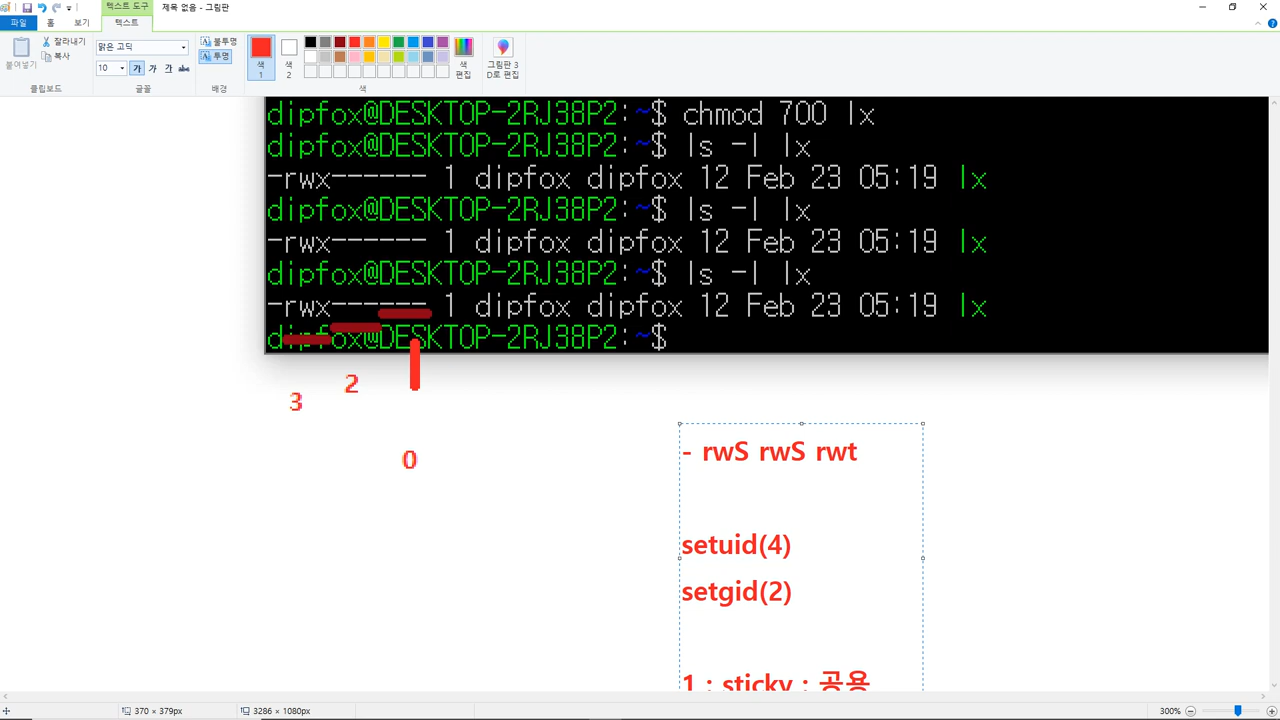 텍스트 도구
제목 없음 - 그림판
파일
홈
보기
텍스트
붙여넣기
잘라내기
복사
클립보드
맑은 고딕
10
가 가 가 abc
글꼴
불투명
투명
배경
색 1
색 2
색
색 편집
그림판 3D로 편집
dipfox@DESKTOP-2RJ38P2:~$ chmod 700 lx
dipfox@DESKTOP-2RJ38P2:~$ ls -l lx
-rwx------ 1 dipfox dipfox 12 Feb 23 05:19 lx
dipfox@DESKTOP-2RJ38P2:~$ ls -l lx
-rwx------ 1 dipfox dipfox 12 Feb 23 05:19 lx
dipfox@DESKTOP-2RJ38P2:~$ ls -l lx
-rwx------ 1 dipfox dipfox 12 Feb 23 05:19 lx
dipfox@DESKTOP-2RJ38P2:~$
3
2
0
- rwS rwS rwt
setuid(4)
setgid(2)
1 : sticky : 공용
370 × 379px
3286 × 1080px
300%